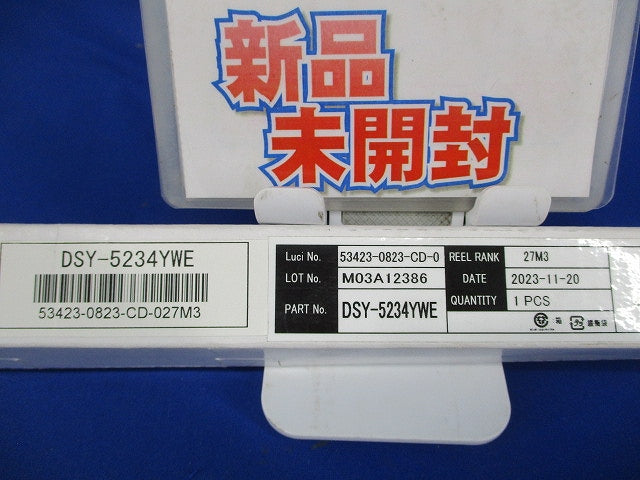 新品
未開封
DSY-5234YWE
53423-0823-CD-027M3
Luci No. 53423-0823-CD-0 REEL RANK 27M3
LOT No. M03A12386 DATE 2023-11-20
PART No. DSY-5234YWE QUANTITY 1 PCS
箱